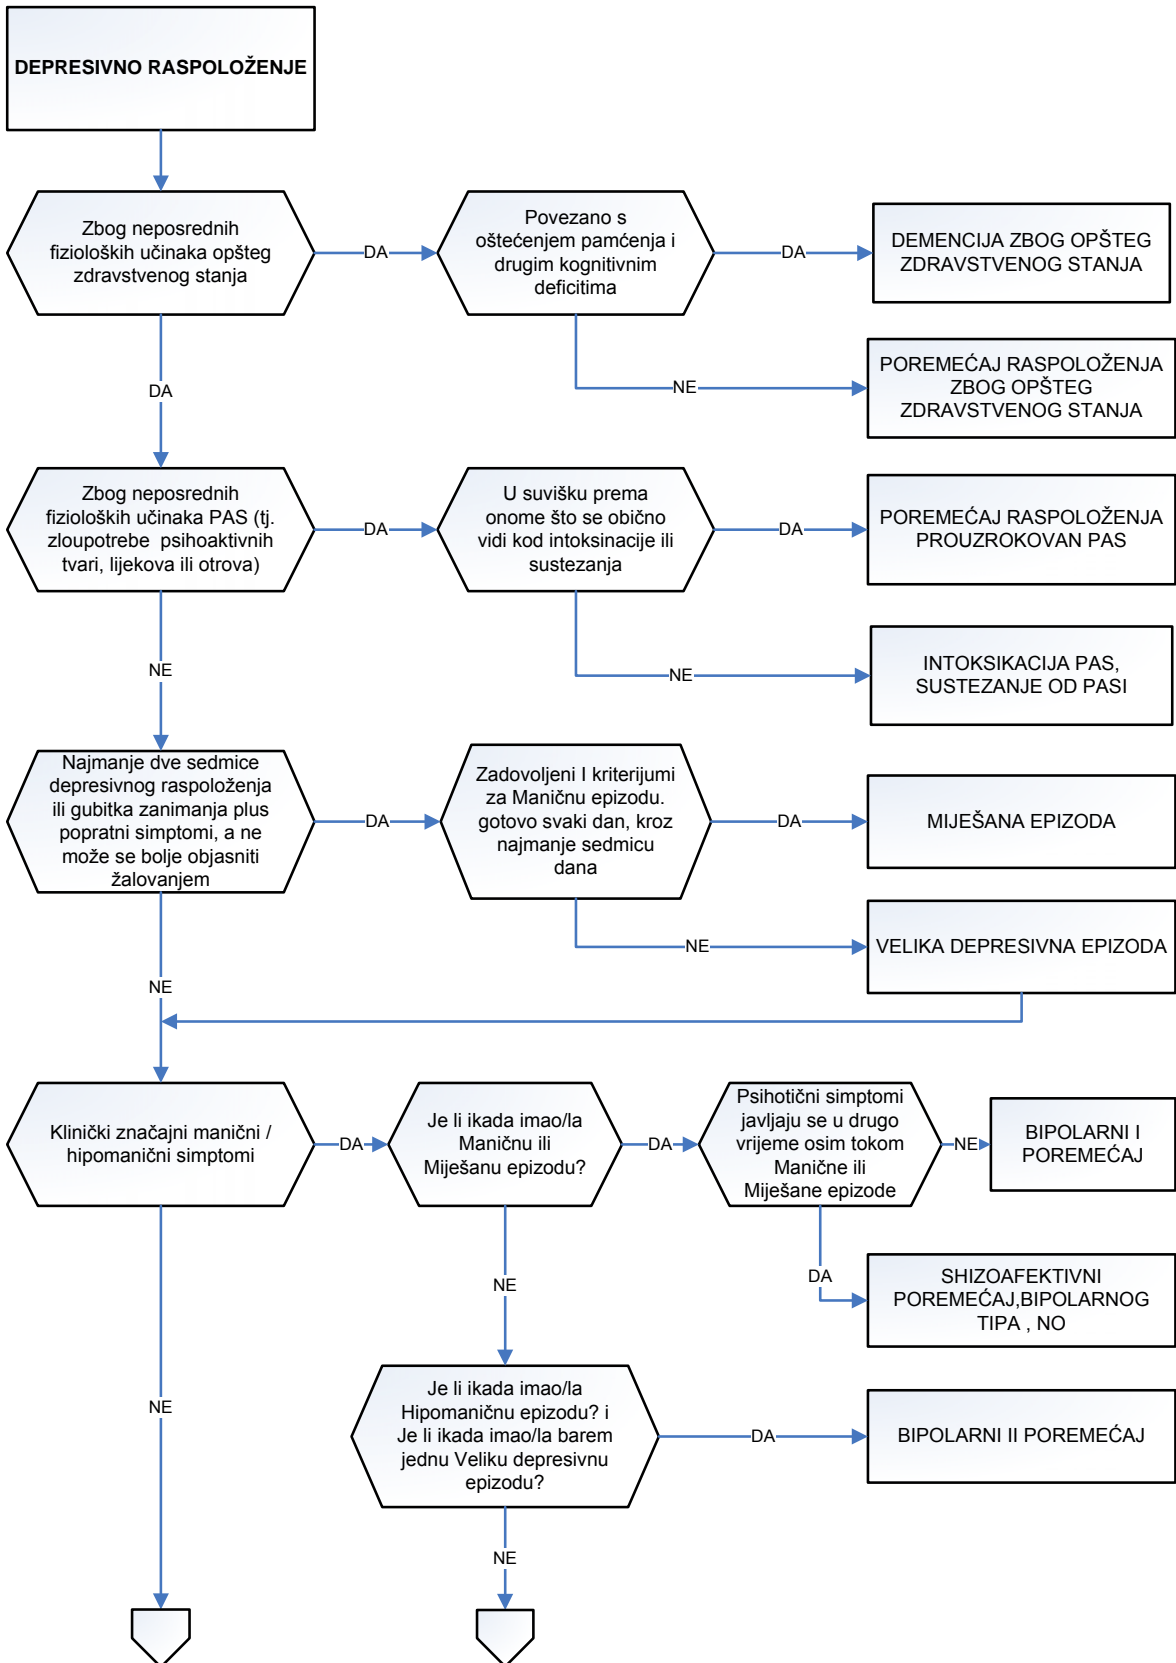 DEPRESIVNO RASPOLOŽENJE
Zbog neposrednih
fizioloških učinaka opšteg
zdravstvenog stanja
DA
Povezano s
oštećenjem pamćenja i
drugim kognitivnim
deficitima
DA
DEMENCIJA ZBOG OPŠTEG
ZDRAVSTVENOG STANJA
NE
POREMEĆAJ RASPOLOŽENJA
ZBOG OPŠTEG
ZDRAVSTVENOG STANJA
DA
Zbog neposrednih
fizioloških učinaka PAS (tj.
zloupotrebe psihoaktivnih
tvari, lijekova ili otrova)
DA
U suvišku prema
onome što se obično
vidi kod intoksinacije ili
sustezanja
DA
POREMEĆAJ RASPOLOŽENJA
PROUZROKOVAN PAS
NE
INTOKSIKACIJA PAS,
SUSTEZANJE OD PASI
NE
Najmanje dve sedmice
depresivnog raspoloženja
ili gubitka zanimanja plus
popratni simptomi, a ne
može se bolje objasniti
žalovanjem
DA
Zadovoljeni I kriterijumi
za Maničnu epizodu.
gotovo svaki dan, kroz
najmanje sedmicu
dana
DA
MIJEŠANA EPIZODA
NE
VELIKA DEPRESIVNA EPIZODA
NE
Klinički značajni manični /
hipomanični simptomi
DA
Je li ikada imao/la
Maničnu ili
Miješanu epizodu?
DA
Psihotični simptomi
javljaju se u drugo
vrijeme osim tokom
Manične ili
Miješane epizode
NE
BIPOLARNI I
POREMEĆAJ
DA
SHIZOAFEKTIVNI
POREMEĆAJ,BIPOLARNOG
TIPA , NO
NE
Je li ikada imao/la
Hipomaničnu epizodu? i
Je li ikada imao/la barem
jednu Veliku depresivnu
epizodu?
DA
BIPOLARNI II POREMEĆAJ
NE
NE